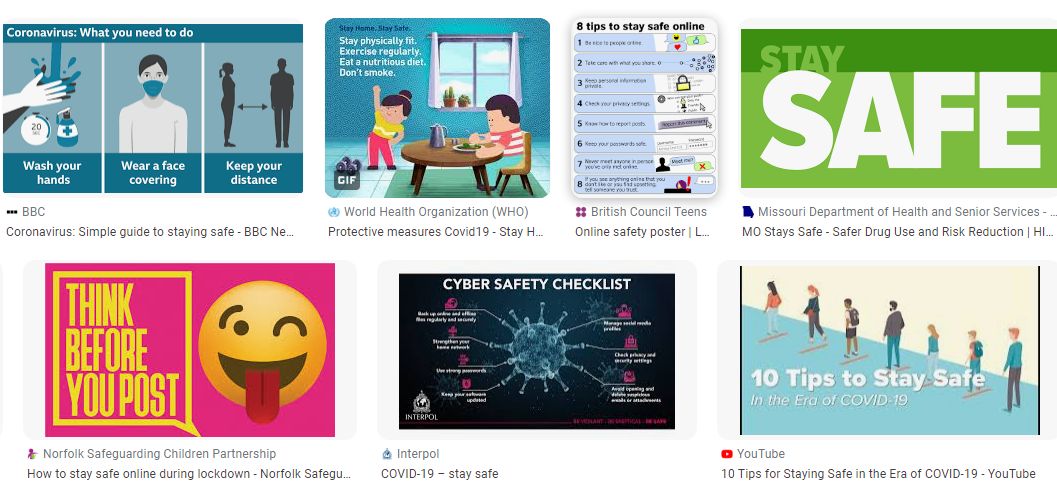 Coronavirus: What you need to do
20
SEC
Wash your
hands
Wear a face
covering
Keep your
distance
BBC
Coronavirus: Simple guide to staying safe - BBC Ne...
Stay Home. Stay Safe.
Stay physically fit.
Exercise regularly.
Eat a nutritious diet.
Don't smoke.
GIF
World Health Organization (WHO)
Protective measures Covid19 - Stay H...
8 tips to stay safe online
1 Be nice to people online.
2 Take care with what you share.
3 Keep personal information
private.
4 Check your privacy settings.
5 Know how to report posts.
Report this comment
6 Keep your passwords safe.
7 Never meet anyone in person
you've only met online.
Meet me?
8 If you see anything online that you
don't like or you find upsetting,
tell someone you trust.
British Council Teens
Online safety poster | L...
STAY
SAFE
Missouri Department of Health and Senior Services - ...
MO Stays Safe - Safer Drug Use and Risk Reduction | HI...
THINK
BEFORE
YOU POST
Norfolk Safeguarding Children Partnership
How to stay safe online during lockdown - Norfolk Safegu...
CYBER SAFETY CHECKLIST
Back up online and offline
files regularly and securely
Strengthen your
home network
Use strong passwords
Keep your software
updated
Manage social media
profiles
Check privacy and
security settings
Avoid opening and
delete suspicious
emails or attachments
INTERPOL
BE VIGILANT | BE SKEPTICAL | BE SAFE
Interpol
COVID-19 – stay safe
10 Tips to Stay Safe
In the Era of COVID-19
YouTube
10 Tips for Staying Safe in the Era of COVID-19 - YouTube